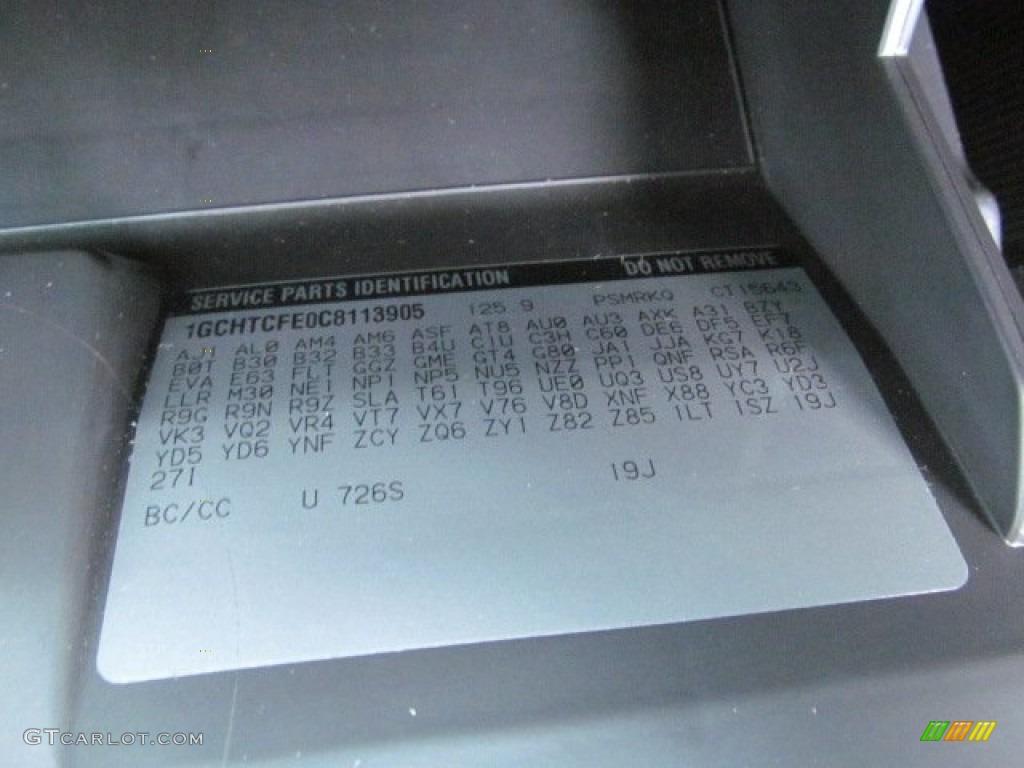 SERVICE PARTS IDENTIFICATION DO NOT REMOVE
1GCHTCFE0C8113905 125 9 PSMRKQ CI15643
AJ1 AL0 AM4 AM6 ASF AT8 AU0 AU3 AXK A31 BZY
B0T B30 B32 B33 B4U C1U C3H C60 DE6 DF5
EVA E63 FLT GGZ GME GT4 G80 JA1 JJA KG7 K18
LLR M30 NE1 NP1 NP5 NU5 NZZ PP1 QNF RSA R6F
R9G R9N R9Z SLA T61 T96 UE0 UQ3 US8 UY7 U2J
VK3 VQ2 VR4 VT7 VX7 V76 V8D XNF X88 YC3 YD3
YD5 YD6 YNF ZCY ZQ6 ZY1 Z82 Z85 1LT 1SZ 19J
27I
BC/CC U 726S 19J
GTCARLOT.COM